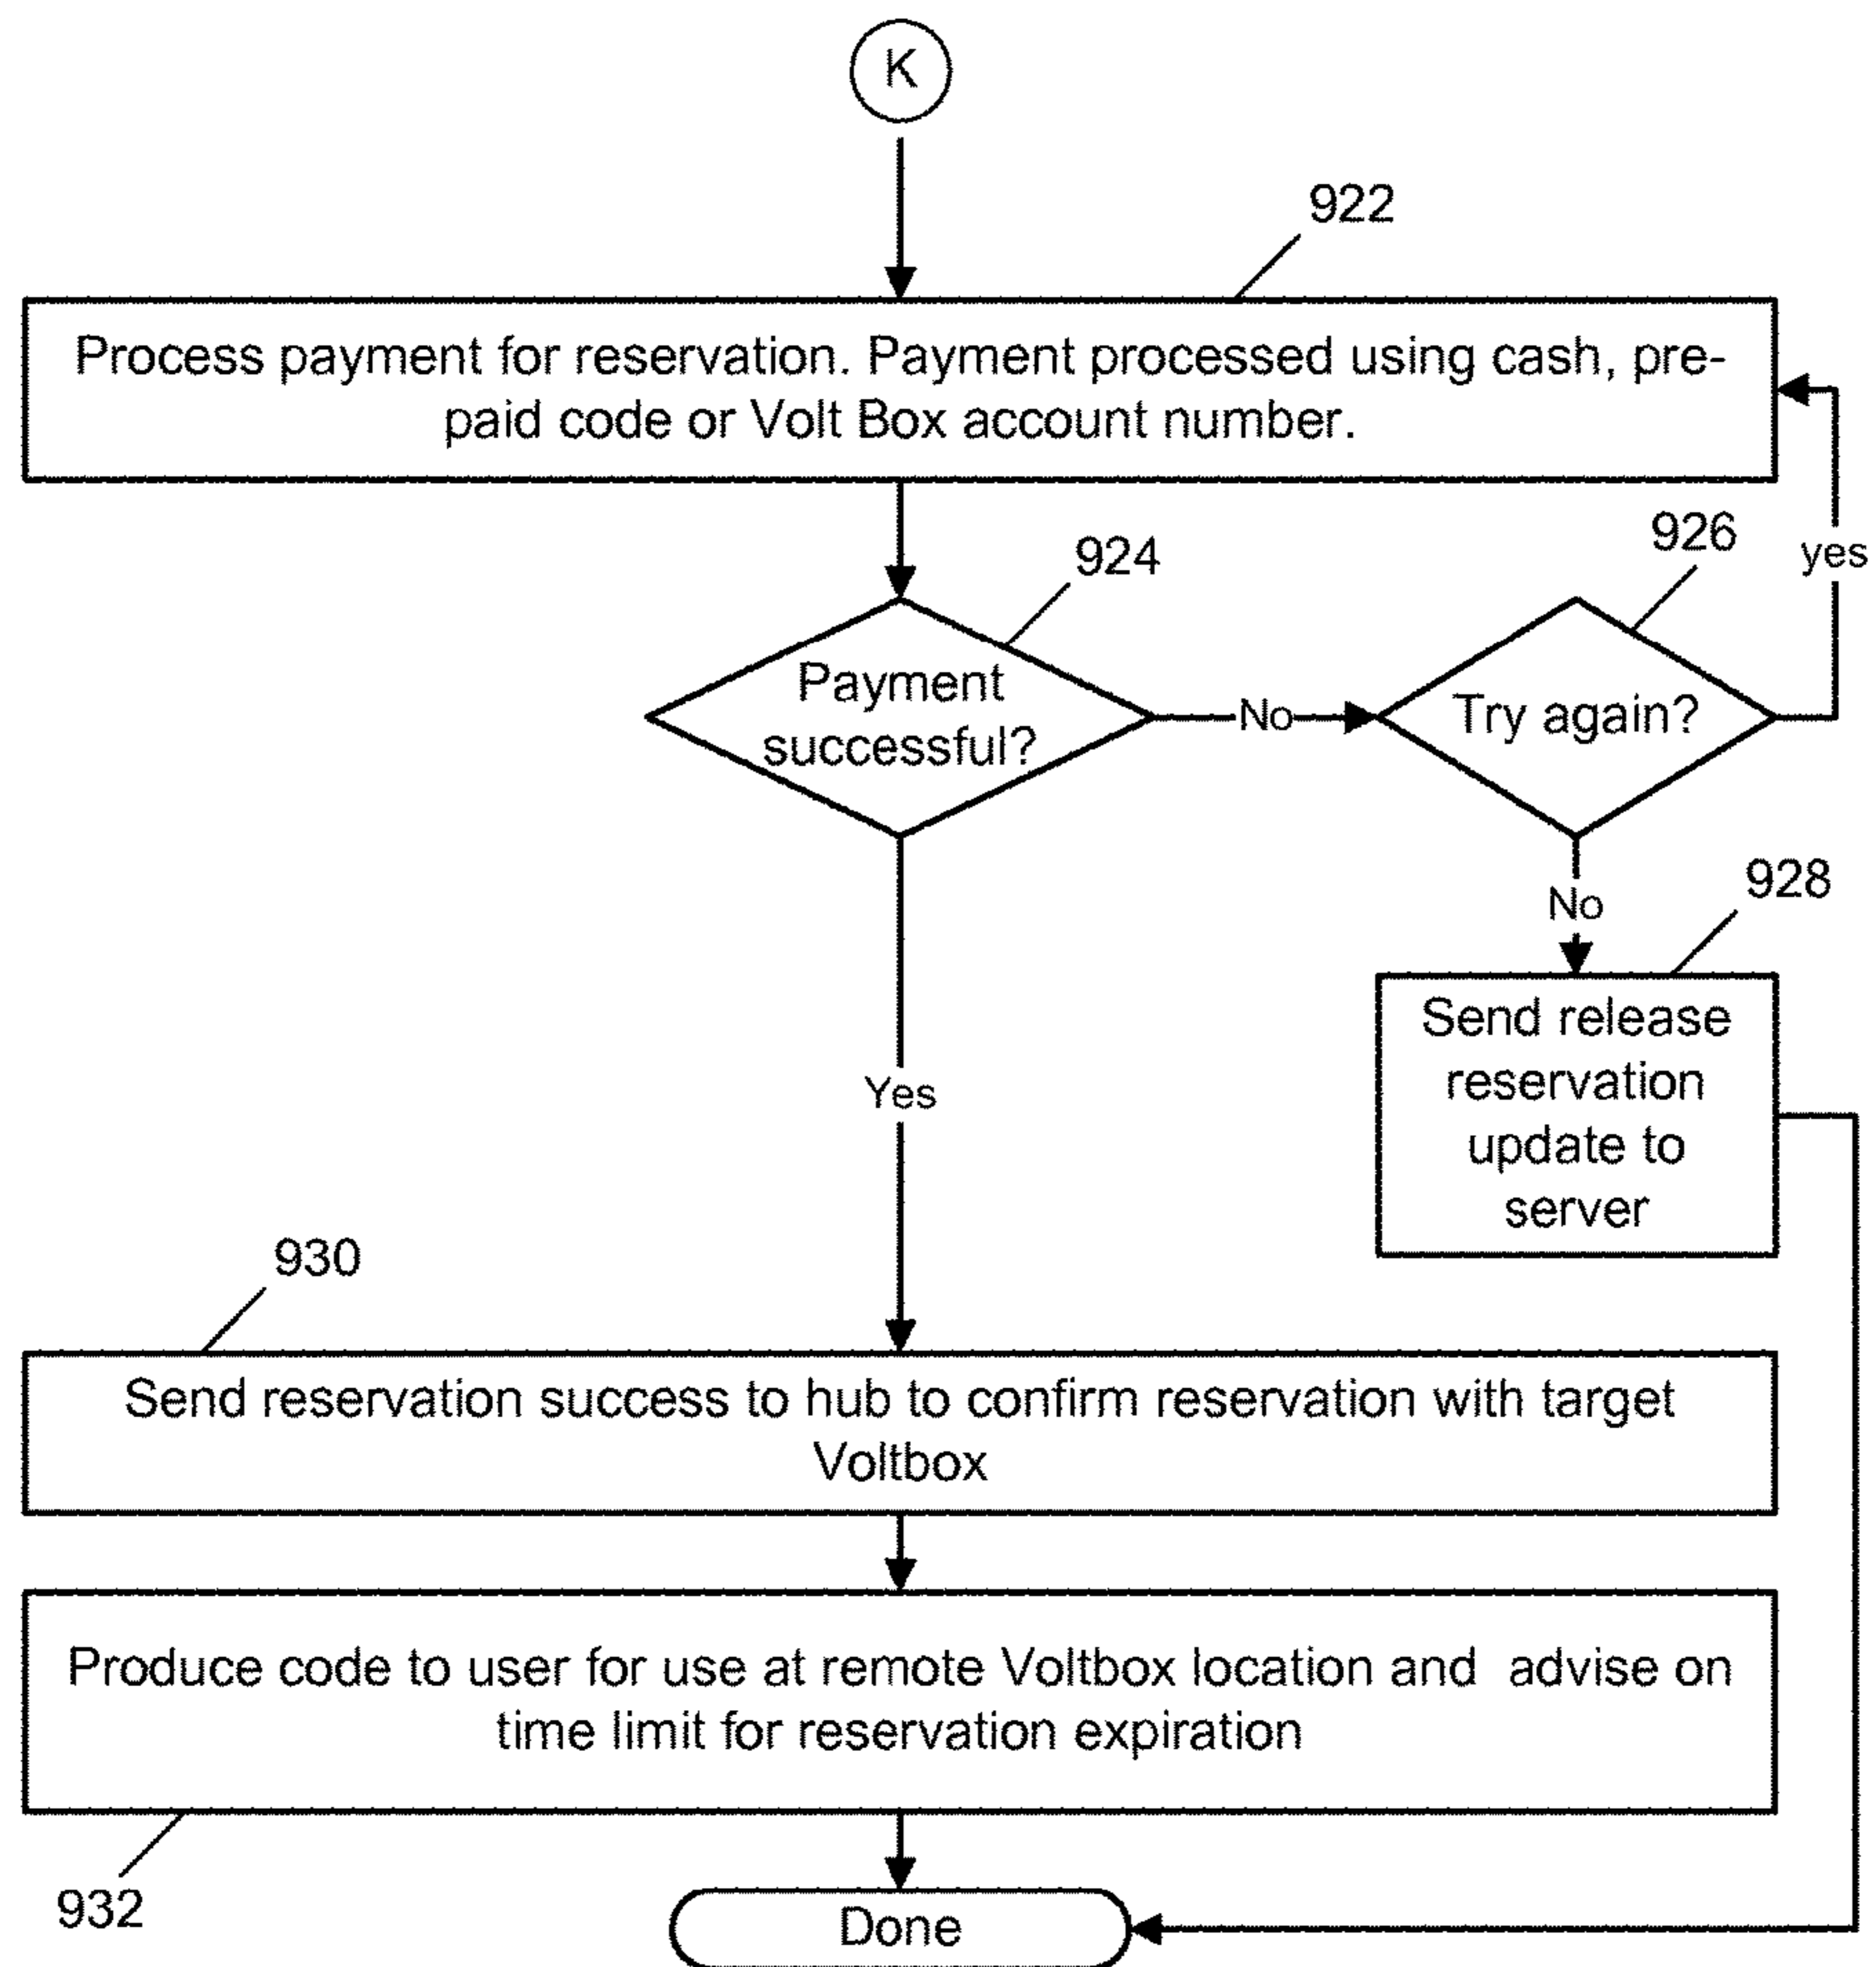 K
922
Process payment for reservation. Payment processed using cash, pre-
paid code or Volt Box account number.
924
926
yes
Payment
successful?
No
Try again?
No
928
Send release
reservation
update to
server
Yes
930
Send reservation success to hub to confirm reservation with target
Voltbox
Produce code to user for use at remote Voltbox location and  advise on
time limit for reservation expiration
932
Done